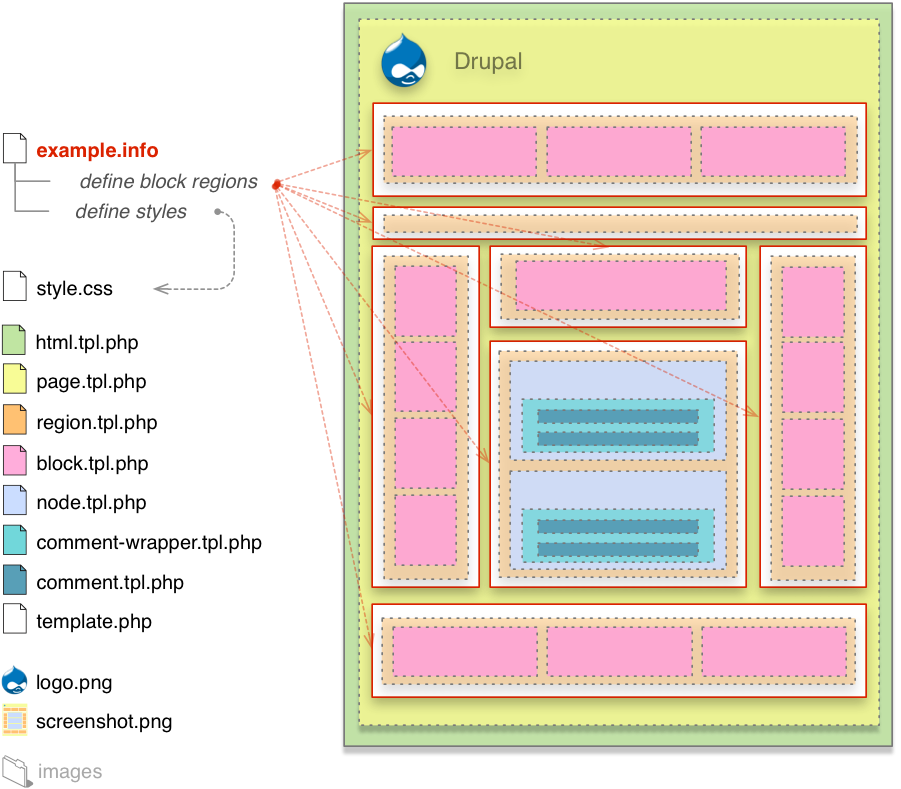 Drupal
example.info
define block regions
define styles
style.css
html.tpl.php
page.tpl.php
region.tpl.php
block.tpl.php
node.tpl.php
comment-wrapper.tpl.php
comment.tpl.php
template.php
logo.png
screenshot.png
images